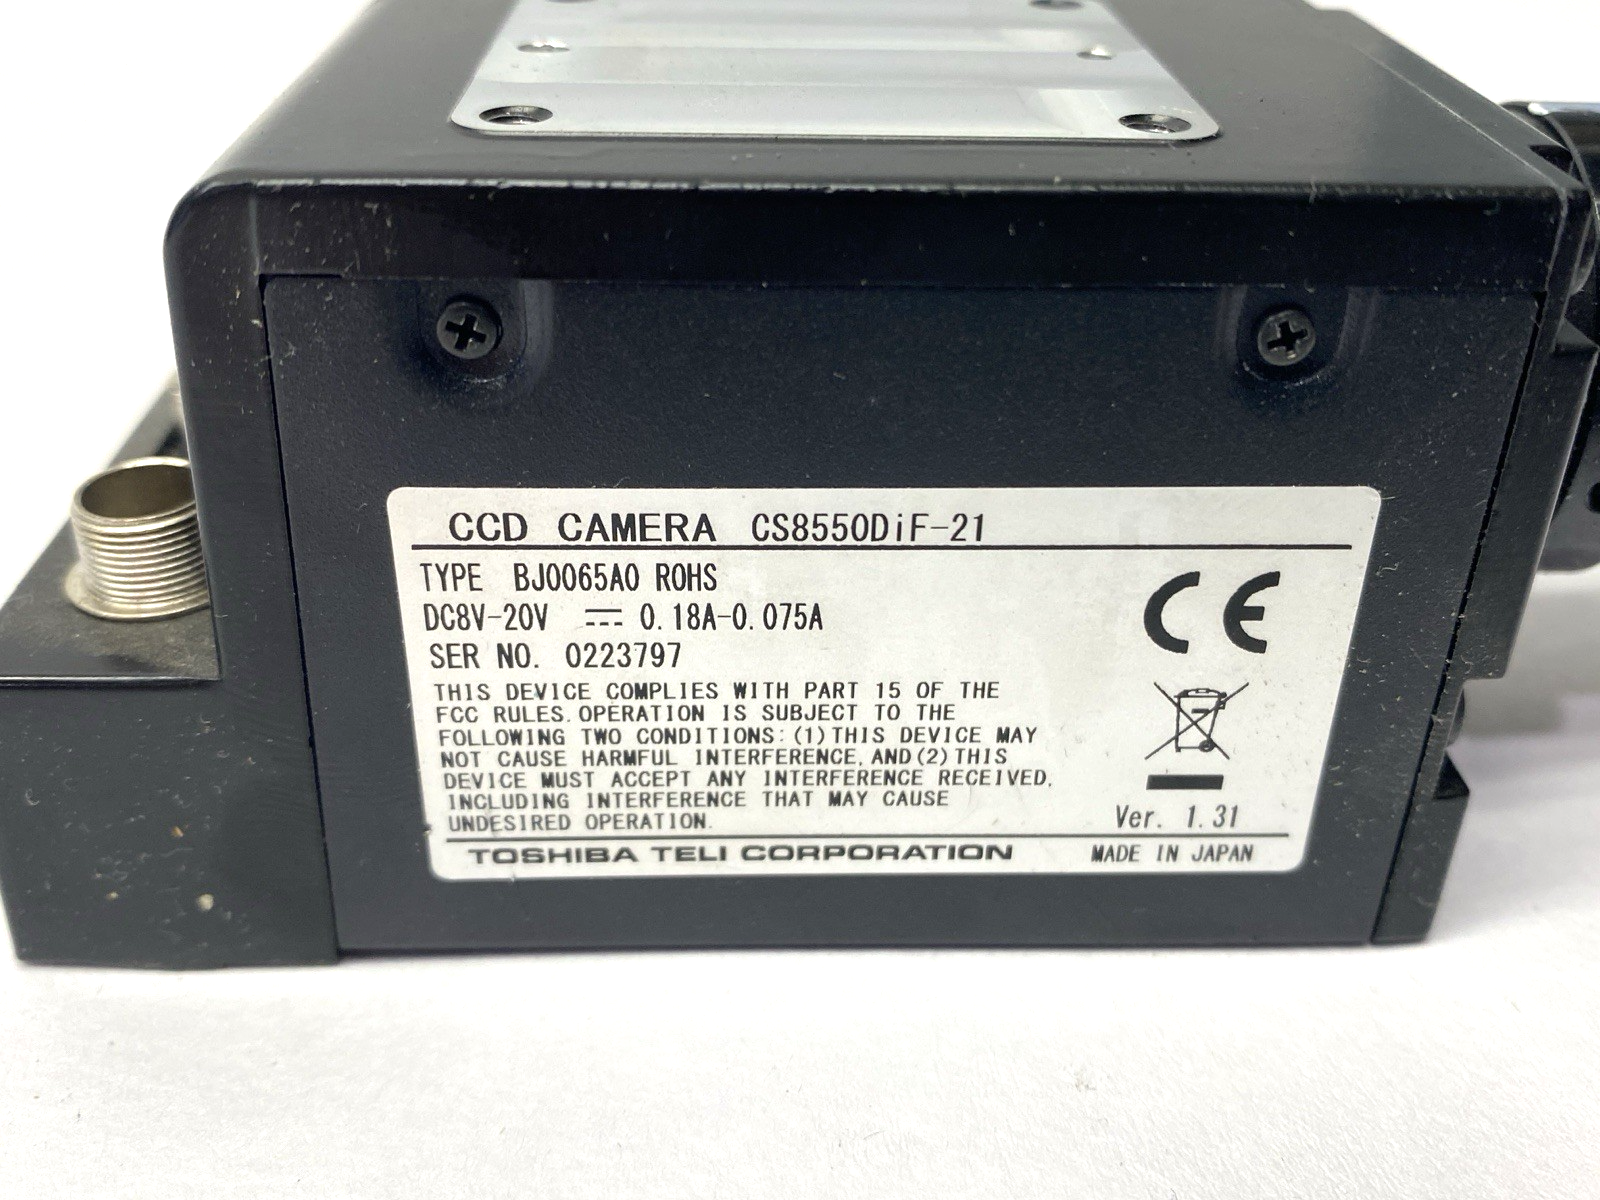 CCD CAMERA CS8550DiF-21
TYPE BJ0065A0 ROHS
DC8V-20V ⎓ 0.18A-0.075A
SER NO. 0223797
THIS DEVICE COMPLIES WITH PART 15 OF THE
FCC RULES. OPERATION IS SUBJECT TO THE
FOLLOWING TWO CONDITIONS: (1) THIS DEVICE MAY
NOT CAUSE HARMFUL INTERFERENCE, AND (2) THIS
DEVICE MUST ACCEPT ANY INTERFERENCE RECEIVED,
INCLUDING INTERFERENCE THAT MAY CAUSE
UNDESIRED OPERATION.
CE
Ver. 1.31
TOSHIBA TELI CORPORATION MADE IN JAPAN